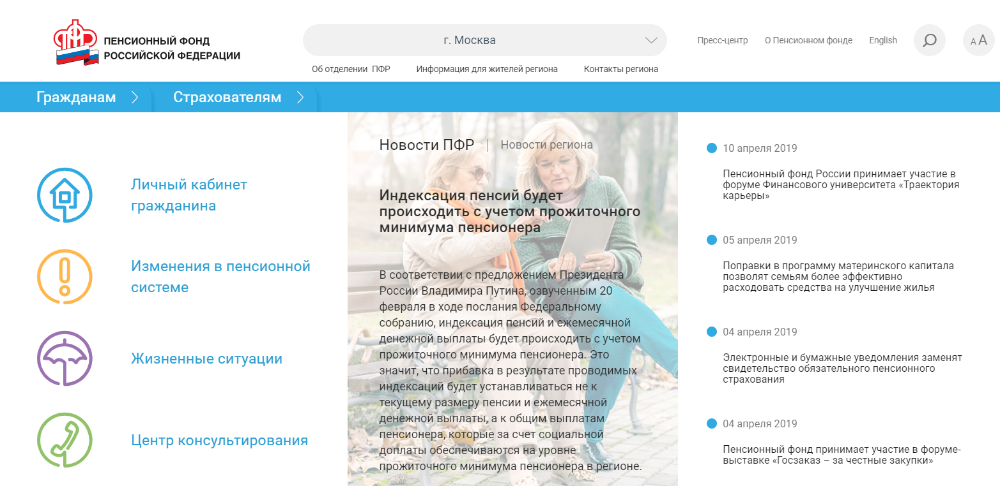 ПЕНСИОННЫЙ ФОНД
РОССИЙСКОЙ ФЕДЕРАЦИИ
г. Москва
Пресс-центр
О Пенсионном фонде
English
А А
Об отделении ПФР
Информация для жителей региона
Контакты региона
Гражданам
Страхователям
Личный кабинет
гражданина
Изменения в пенсионной
системе
Жизненные ситуации
Центр консультирования
Новости ПФР
Новости региона
Индексация пенсий будет
происходить с учетом прожиточного
минимума пенсионера
В соответствии с предложением Президента
России Владимира Путина, озвученным 20
февраля в ходе послания Федеральному
собранию, индексация пенсий и ежемесячной
денежной выплаты будет происходить с учетом
прожиточного минимума пенсионера. Это
значит, что прибавка в результате проводимых
индексаций будет устанавливаться не к
текущему размеру пенсии и ежемесячной
денежной выплаты, а к общим выплатам
пенсионера, которые за счет социальной
доплаты обеспечиваются на уровне
прожиточного минимума пенсионера в регионе.
10 апреля 2019
Пенсионный фонд России принимает участие в
форуме Финансового университета «Траектория
карьеры»
05 апреля 2019
Поправки в программу материнского капитала
позволят семьям более эффективно
расходовать средства на улучшение жилья
04 апреля 2019
Электронные и бумажные уведомления заменят
свидетельство обязательного пенсионного
страхования
04 апреля 2019
Пенсионный фонд принимает участие в форуме-
выставке «Госзаказ – за честные закупки»